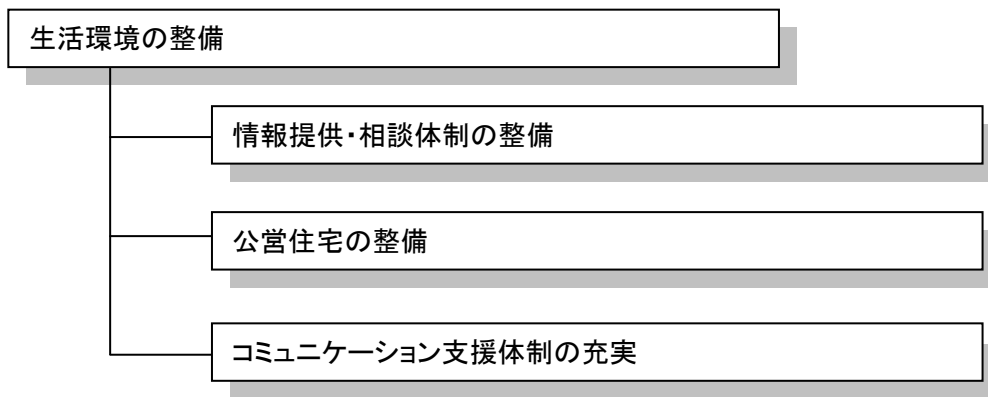 生活環境の整備
情報提供・相談体制の整備
公営住宅の整備
コミュニケーション支援体制の充実